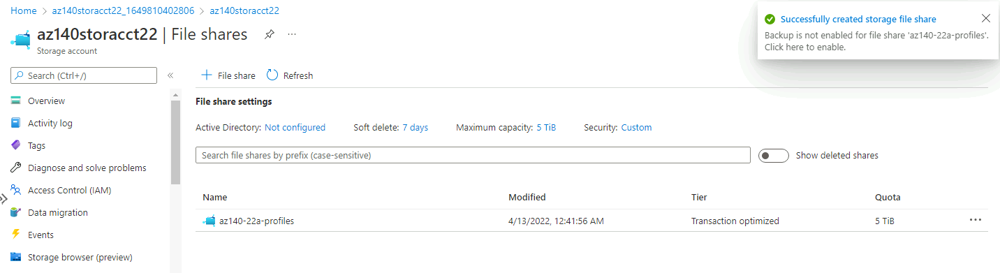 Home > az140storacct22_1649810402806 > az140storacct22
az140storacct22 | File shares
Storage account
Successfully created storage file share
Backup is not enabled for file share 'az140-22a-profiles'.
Click here to enable.
Search (Ctrl+/)
Overview
Activity log
Tags
Diagnose and solve problems
Access Control (IAM)
Data migration
Events
Storage browser (preview)
File share Refresh
File share settings
Active Directory: Not configured Soft delete: 7 days Maximum capacity: 5 TiB Security: Custom
Search file shares by prefix (case-sensitive) Show deleted shares
Name Modified Tier Quota
az140-22a-profiles 4/13/2022, 12:41:56 AM Transaction optimized 5 TiB